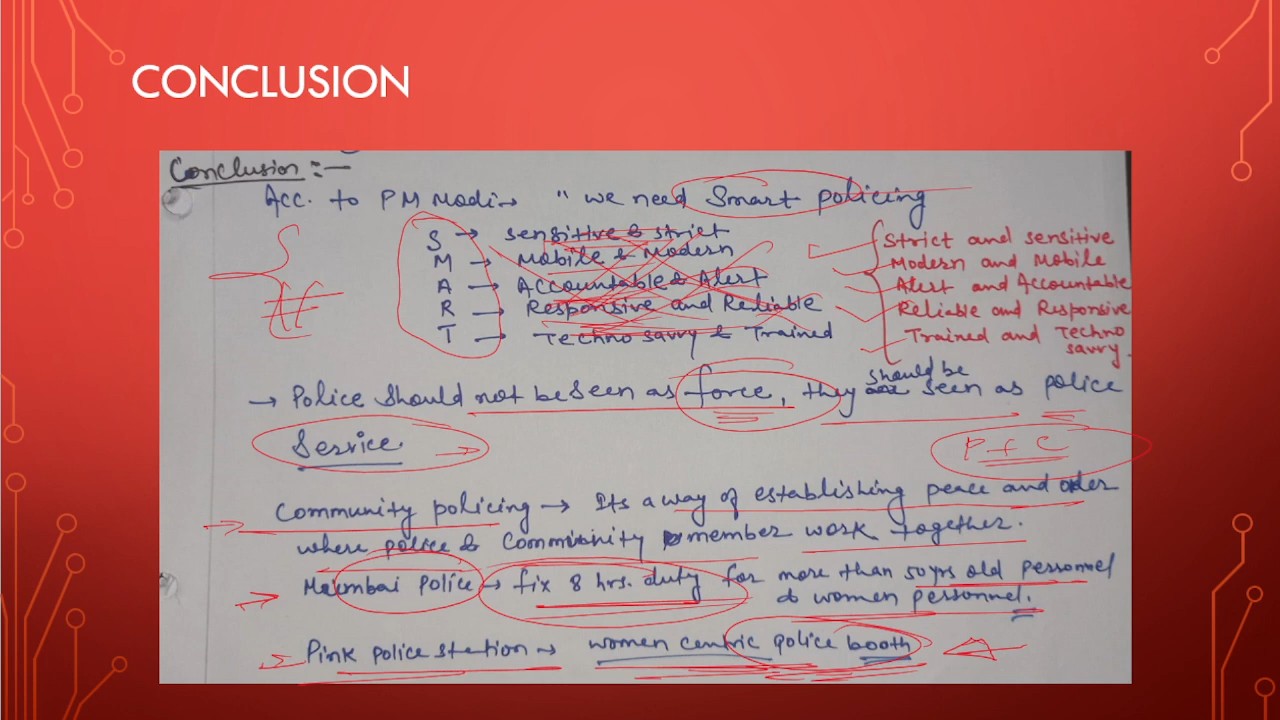 CONCLUSION
Conclusion :-
Acc. to PM Modi → " we need Smart policing
S → sensitive & strict
M → Mobile & Modern
A → Accountable & Alert
R → Responsive and Reliable
T → Techno savvy & Trained
Strict and sensitive
Modern and Mobile
Alert and Accountable
Reliable and Responsive
Trained and Techno
savvy.
→ Police should not be seen as force, they should be seen as police
Service.
P + C
Community policing → Its a way of establishing peace and order
where police & Community member work together.
Mumbai Police → fix 8 hrs. duty for more than 50 yrs old personnel
& women personnel.
Pink police station → women centric police booth